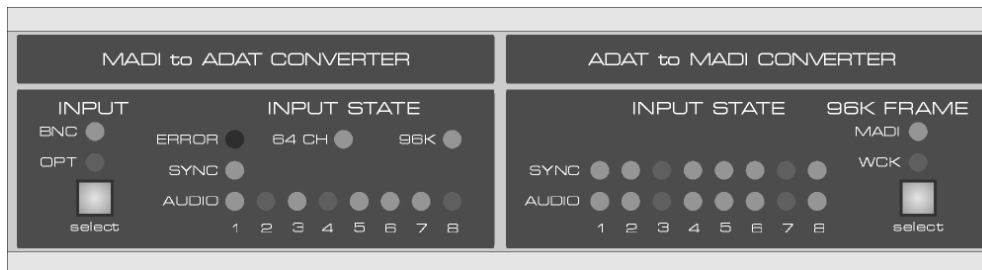 MADI to ADAT CONVERTER
INPUT
BNC
OPT
select
INPUT STATE
ERROR 64 CH 96K
SYNC
AUDIO
1 2 3 4 5 6 7 8
ADAT to MADI CONVERTER
INPUT STATE
SYNC
AUDIO
1 2 3 4 5 6 7 8
96K FRAME
MADI
WCK
select